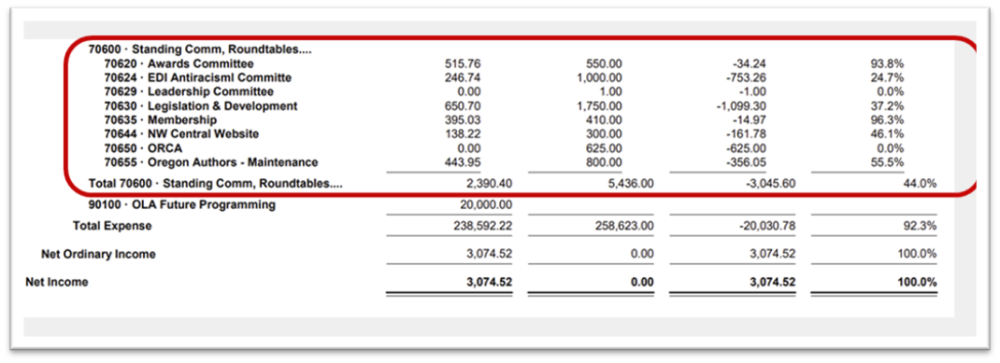 70600 · Standing Comm, Roundtables....
70620 · Awards Committee 515.76 550.00 -34.24 93.8%
70624 · EDI Antiracisml Committe 246.74 1,000.00 -753.26 24.7%
70629 · Leadership Committee 0.00 1.00 -1.00 0.0%
70630 · Legislation & Development 650.70 1,750.00 -1,099.30 37.2%
70635 · Membership 395.03 410.00 -14.97 96.3%
70644 · NW Central Website 138.22 300.00 -161.78 46.1%
70650 · ORCA 0.00 625.00 -625.00 0.0%
70655 · Oregon Authors - Maintenance 443.95 800.00 -356.05 55.5%
Total 70600 · Standing Comm, Roundtables.... 2,390.40 5,436.00 -3,045.60 44.0%
90100 · OLA Future Programming 20,000.00
Total Expense 238,592.22 258,623.00 -20,030.78 92.3%
Net Ordinary Income 3,074.52 0.00 3,074.52 100.0%
Net Income 3,074.52 0.00 3,074.52 100.0%